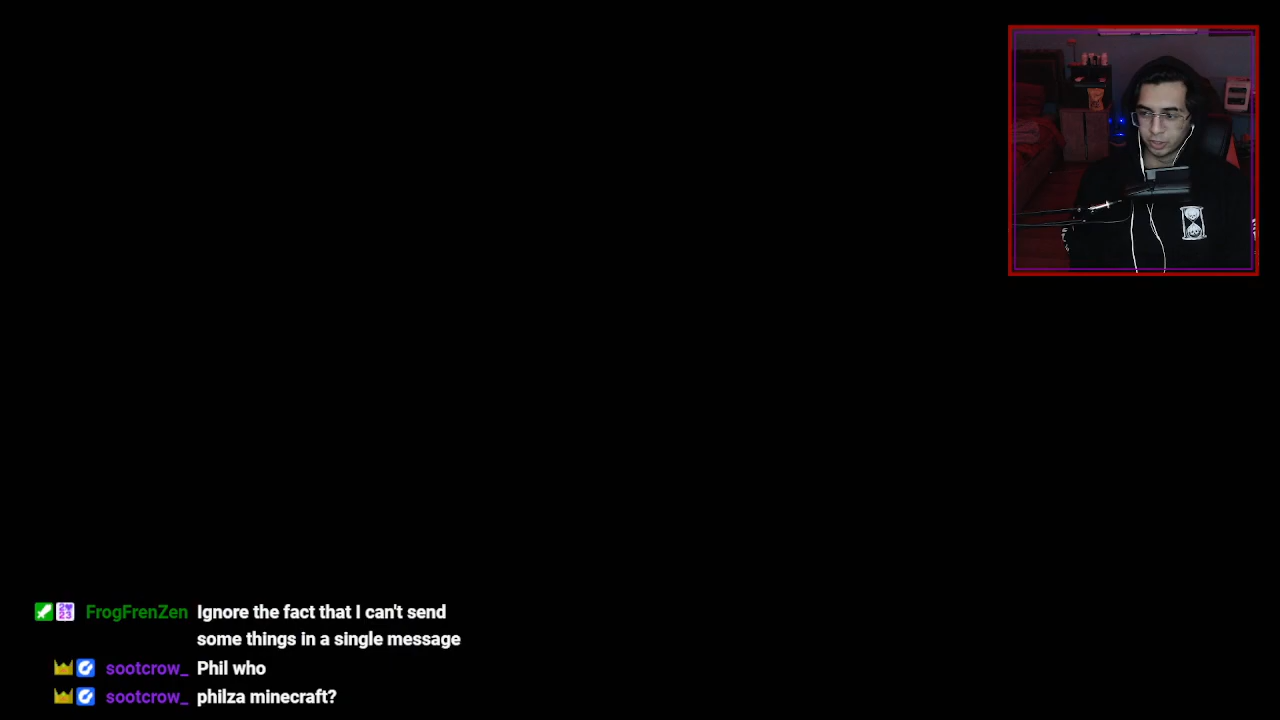 FrogFrenZen Ignore the fact that I can't send
some things in a single message
sootcrow_ Phil who
sootcrow_ philza minecraft?